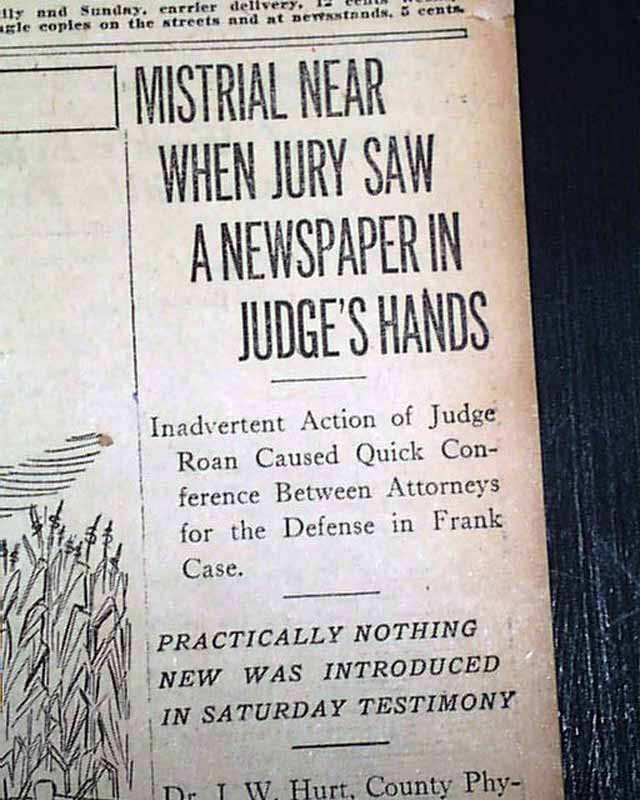 lly and Sunday, carrier delivery, 12 cents
ngle copies on the streets and at newsstands, 5 cents.
MISTRIAL NEAR
WHEN JURY SAW
A NEWSPAPER IN
JUDGE'S HANDS
Inadvertent Action of Judge
Roan Caused Quick Con-
ference Between Attorneys
for the Defense in Frank
Case.
PRACTICALLY NOTHING
NEW WAS INTRODUCED
IN SATURDAY TESTIMONY
Dr. J. W. Hurt, County Phy-